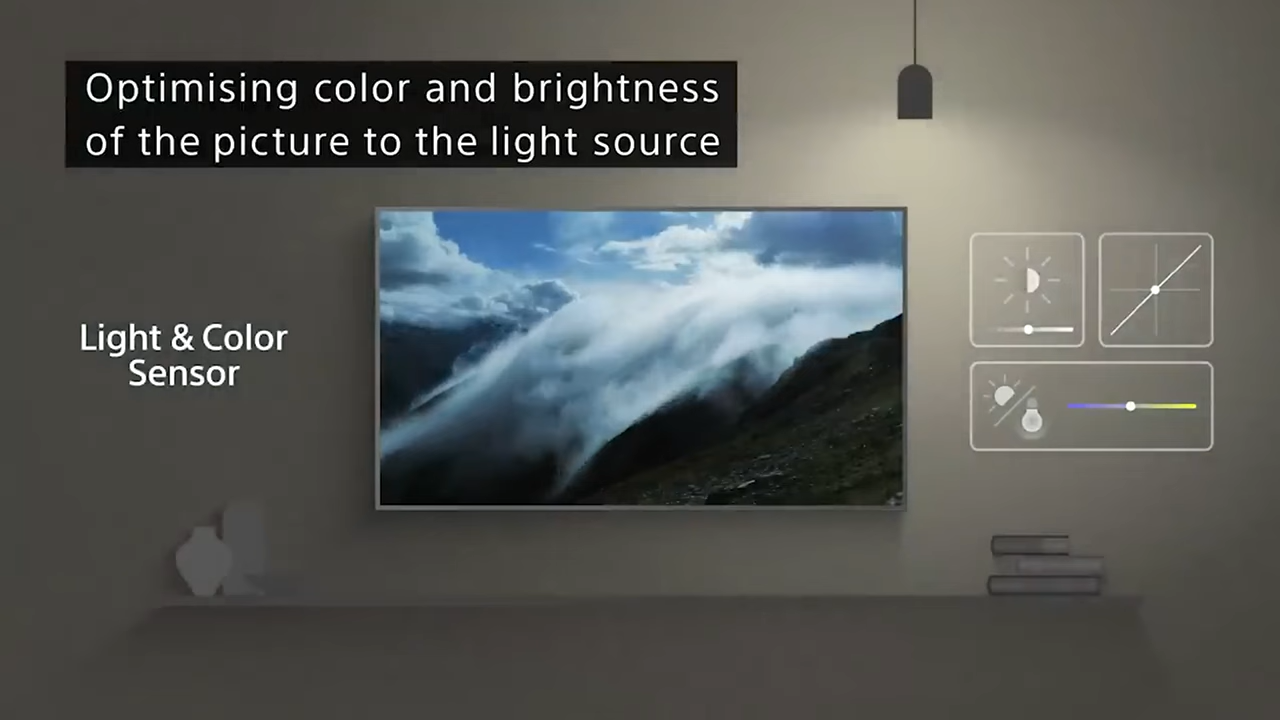 Optimising color and brightness
of the picture to the light source
Light & Color
Sensor